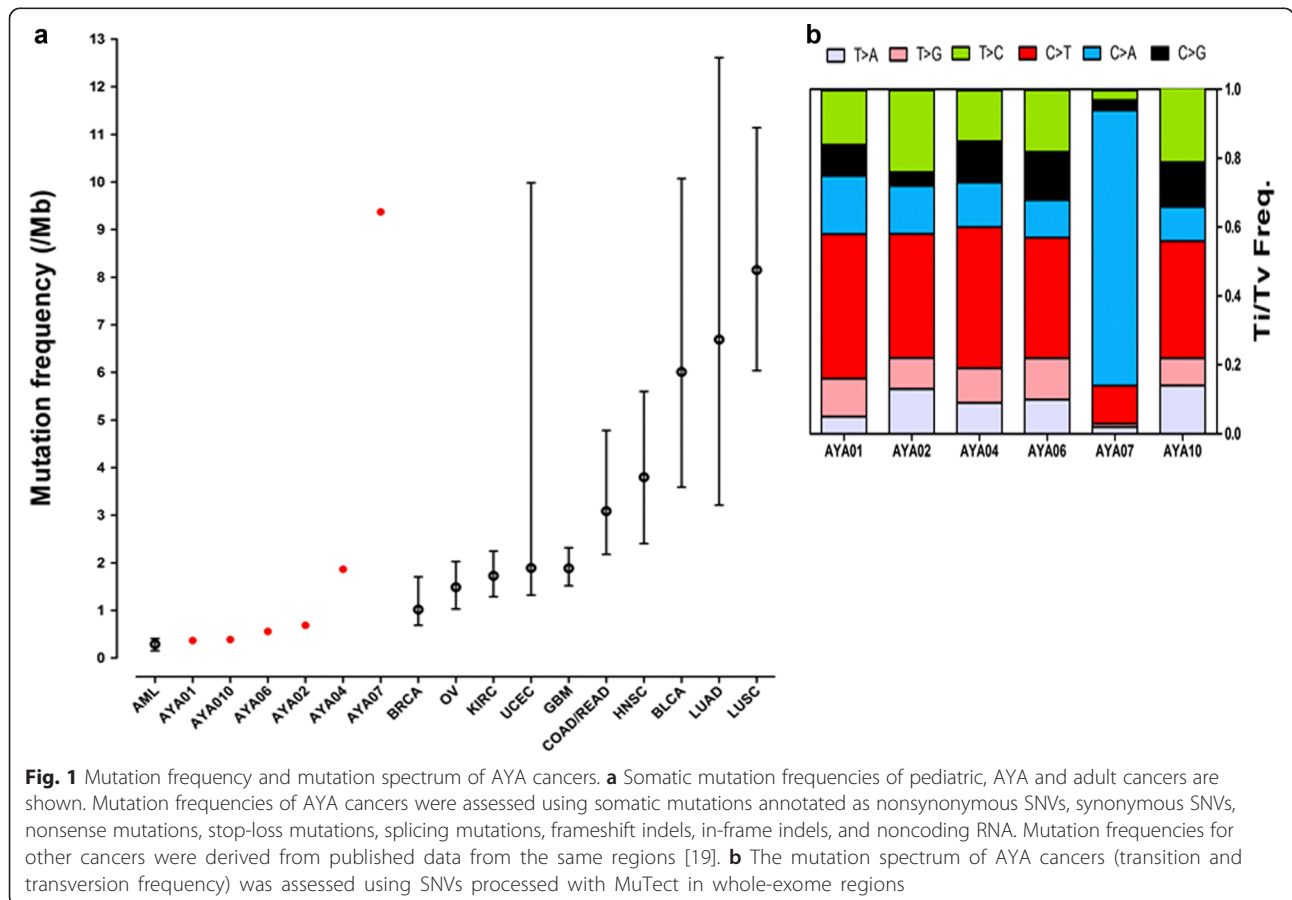 a
13
12
11
10
9
8
7
6
5
4
3
2
1
0
Mutation frequency (/Mb)
AML
AYA01
AYA010
AYA06
AYA02
AYA04
AYA07
BRCA
OV
KIRC
UCEC
GBM
COAD/READ
HNSC
BLCA
LUAD
LUSC
b
T>A T>G T>C C>T C>A C>G
1.0
0.8
0.6
0.4
0.2
0.0
Ti/Tv Freq.
AYA01 AYA02 AYA04 AYA06 AYA07 AYA10
Fig. 1 Mutation frequency and mutation spectrum of AYA cancers. a Somatic mutation frequencies of pediatric, AYA and adult cancers are
shown. Mutation frequencies of AYA cancers were assessed using somatic mutations annotated as nonsynonymous SNVs, synonymous SNVs,
nonsense mutations, stop-loss mutations, splicing mutations, frameshift indels, in-frame indels, and noncoding RNA. Mutation frequencies for
other cancers were derived from published data from the same regions [19]. b The mutation spectrum of AYA cancers (transition and
transversion frequency) was assessed using SNVs processed with MuTect in whole-exome regions